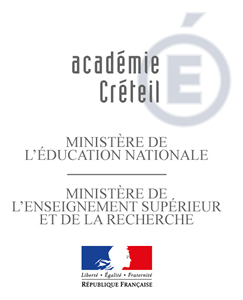 académie
Créteil
É
MINISTÈRE DE
L'ÉDUCATION NATIONALE
MINISTÈRE DE
L'ENSEIGNEMENT SUPÉRIEUR
ET DE LA RECHERCHE
Liberté • Égalité • Fraternité
RÉPUBLIQUE FRANÇAISE